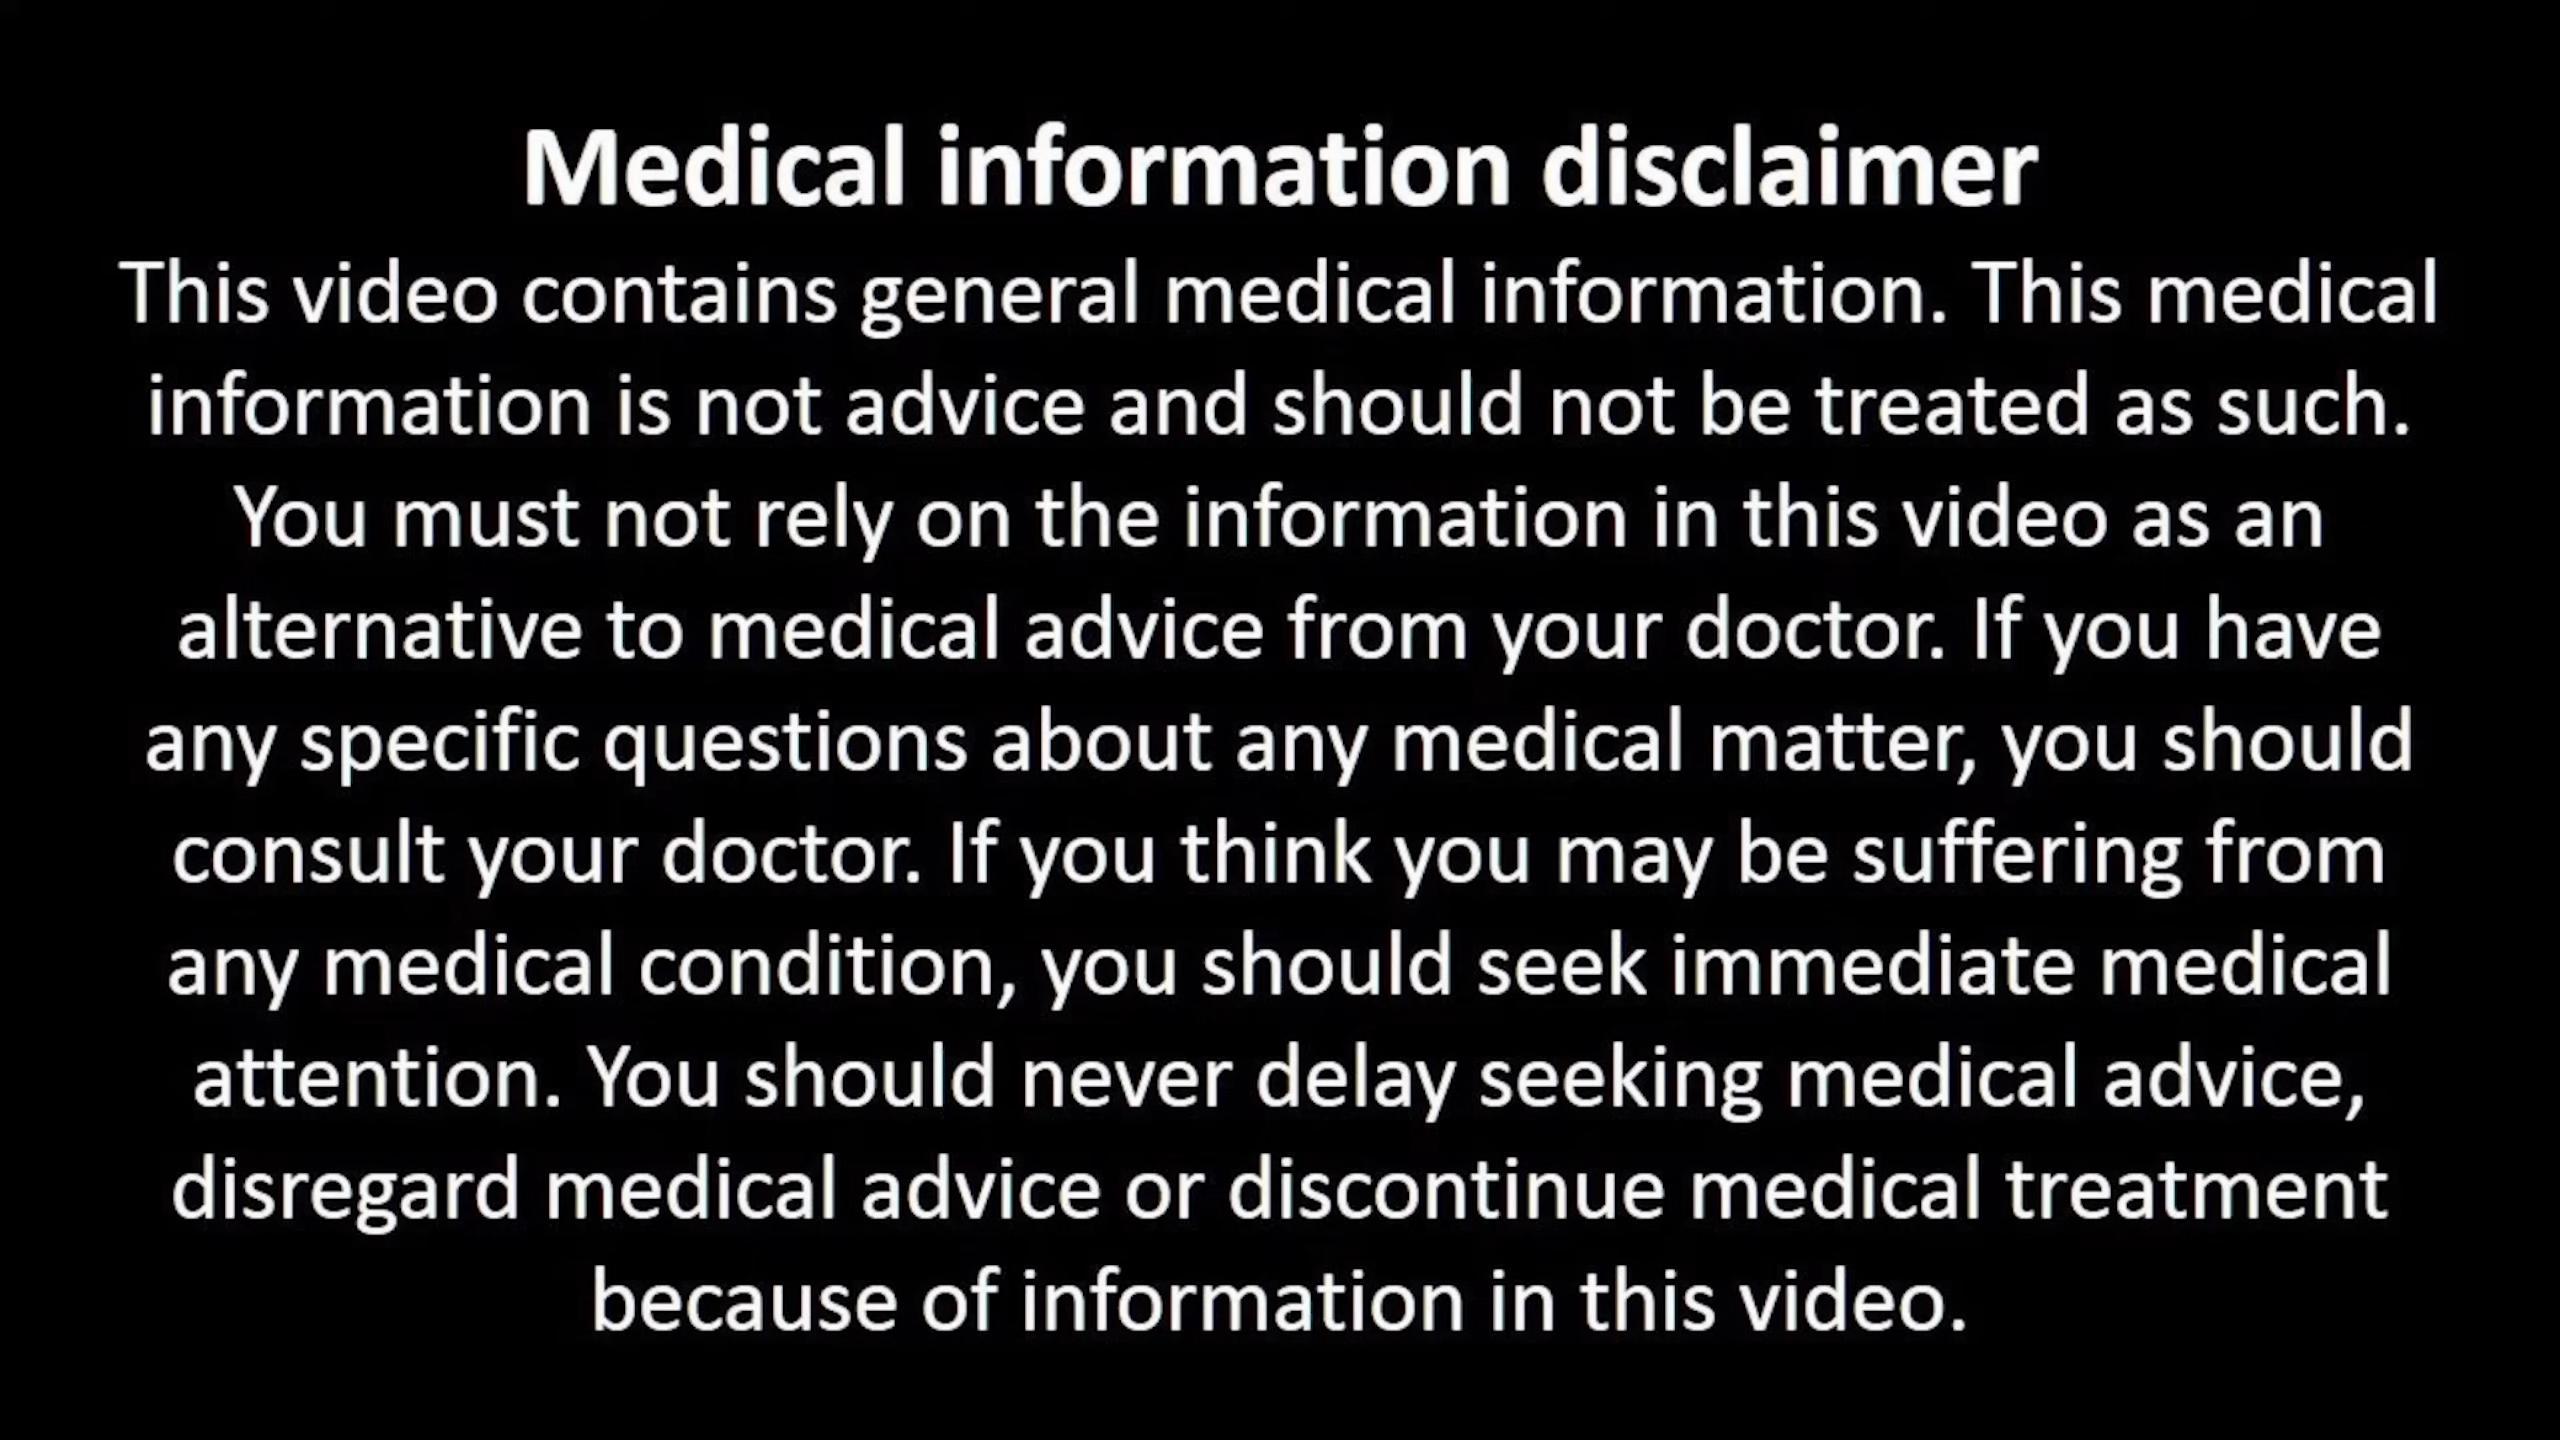 Medical information disclaimer
This video contains general medical information. This medical
information is not advice and should not be treated as such.
You must not rely on the information in this video as an
alternative to medical advice from your doctor. If you have
any specific questions about any medical matter, you should
consult your doctor. If you think you may be suffering from
any medical condition, you should seek immediate medical
attention. You should never delay seeking medical advice,
disregard medical advice or discontinue medical treatment
because of information in this video.